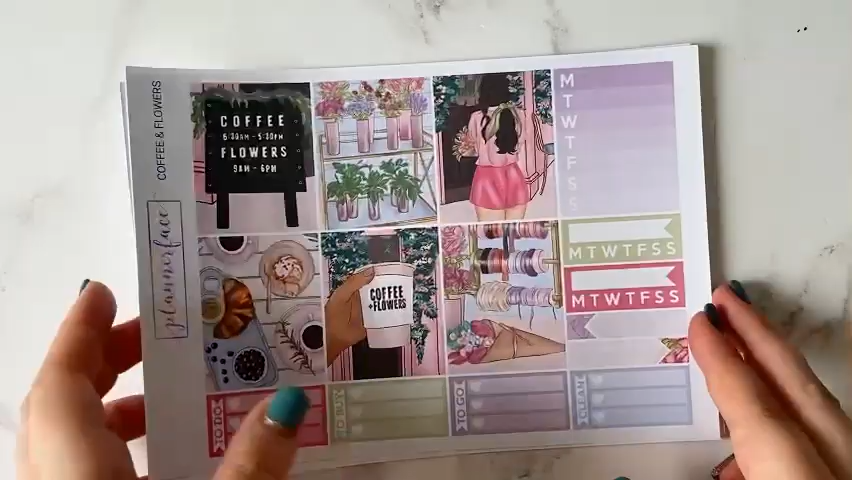 COFFEE & FLOWERS
plannerface
COFFEE
6:30AM - 5:30PM
FLOWERS
9AM - 6PM
M
T
W
T
F
S
S
MTWTFSS
MTWTFSS
COFFEE
+FLOWERS
TO DO
TO BUY
TO GO
CLEAN